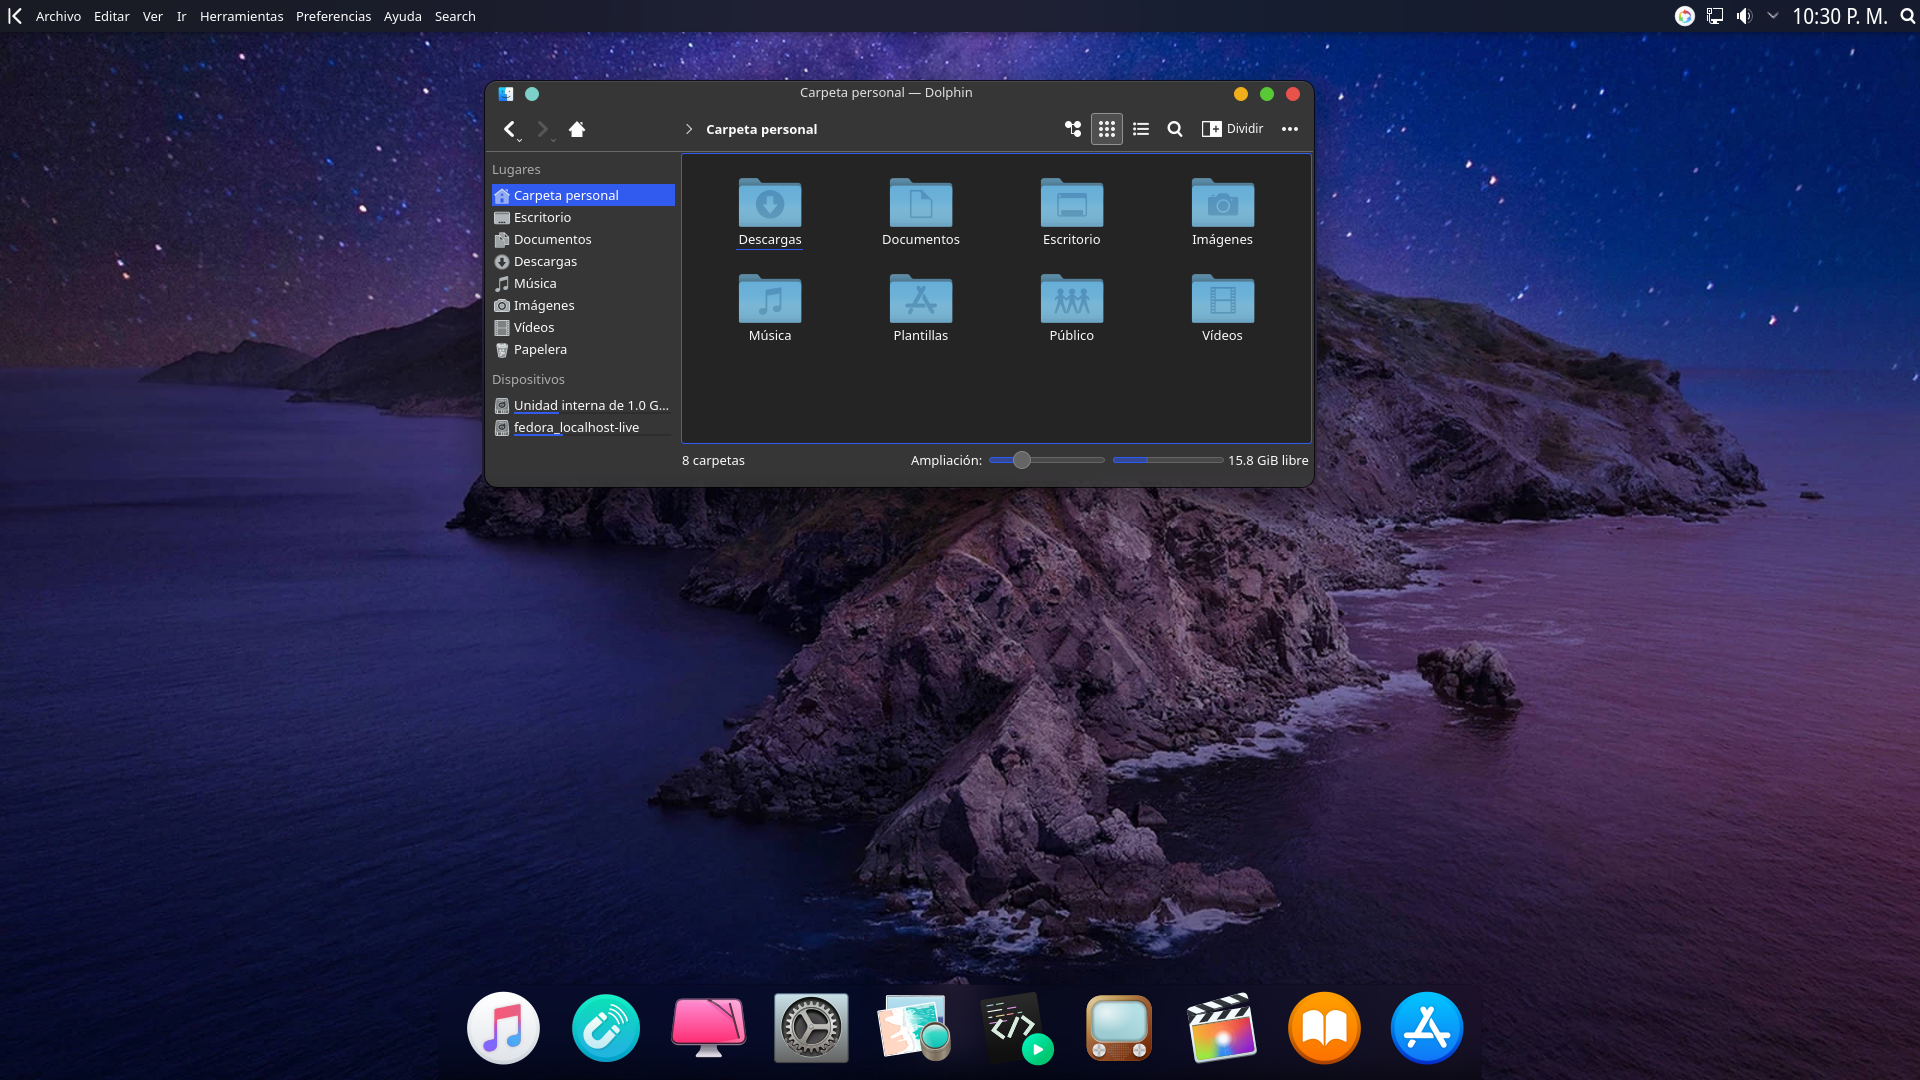 Archivo Editar Ver Ir Herramientas Preferencias Ayuda Search 10:30 P. M.
Carpeta personal — Dolphin
Carpeta personal
Dividir
Lugares
Carpeta personal
Escritorio
Documentos
Descargas
Música
Imágenes
Vídeos
Papelera
Dispositivos
Unidad interna de 1.0 G...
fedora_localhost-live
Descargas Documentos Escritorio Imágenes
Música Plantillas Público Vídeos
8 carpetas Ampliación: 15.8 GiB libre